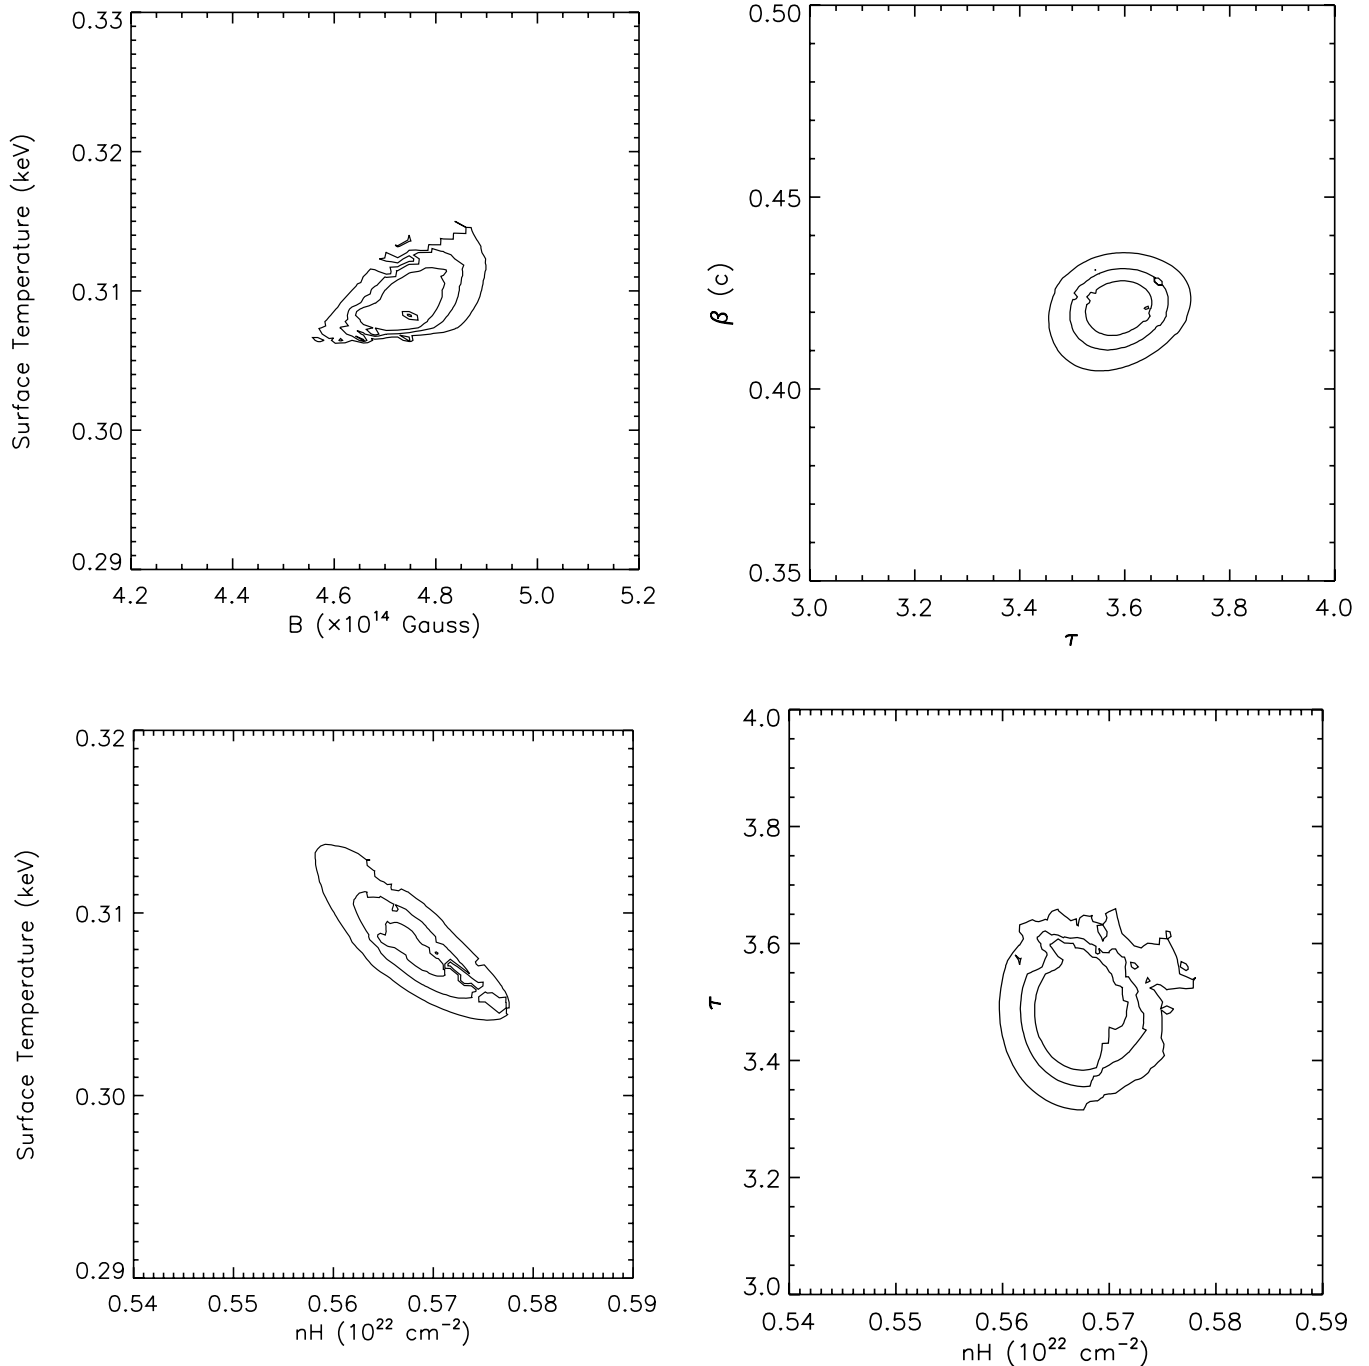 0.33
0.32
0.31
0.30
0.29
Surface Temperature (keV)
4.2 4.4 4.6 4.8 5.0 5.2
B (×10¹⁴ Gauss)
0.50
0.45
0.40
0.35
β (c)
3.0 3.2 3.4 3.6 3.8 4.0
τ
0.32
0.31
0.30
0.29
Surface Temperature (keV)
0.54 0.55 0.56 0.57 0.58 0.59
nH (10²² cm⁻²)
4.0
3.8
3.6
3.4
3.2
3.0
τ
0.54 0.55 0.56 0.57 0.58 0.59
nH (10²² cm⁻²)